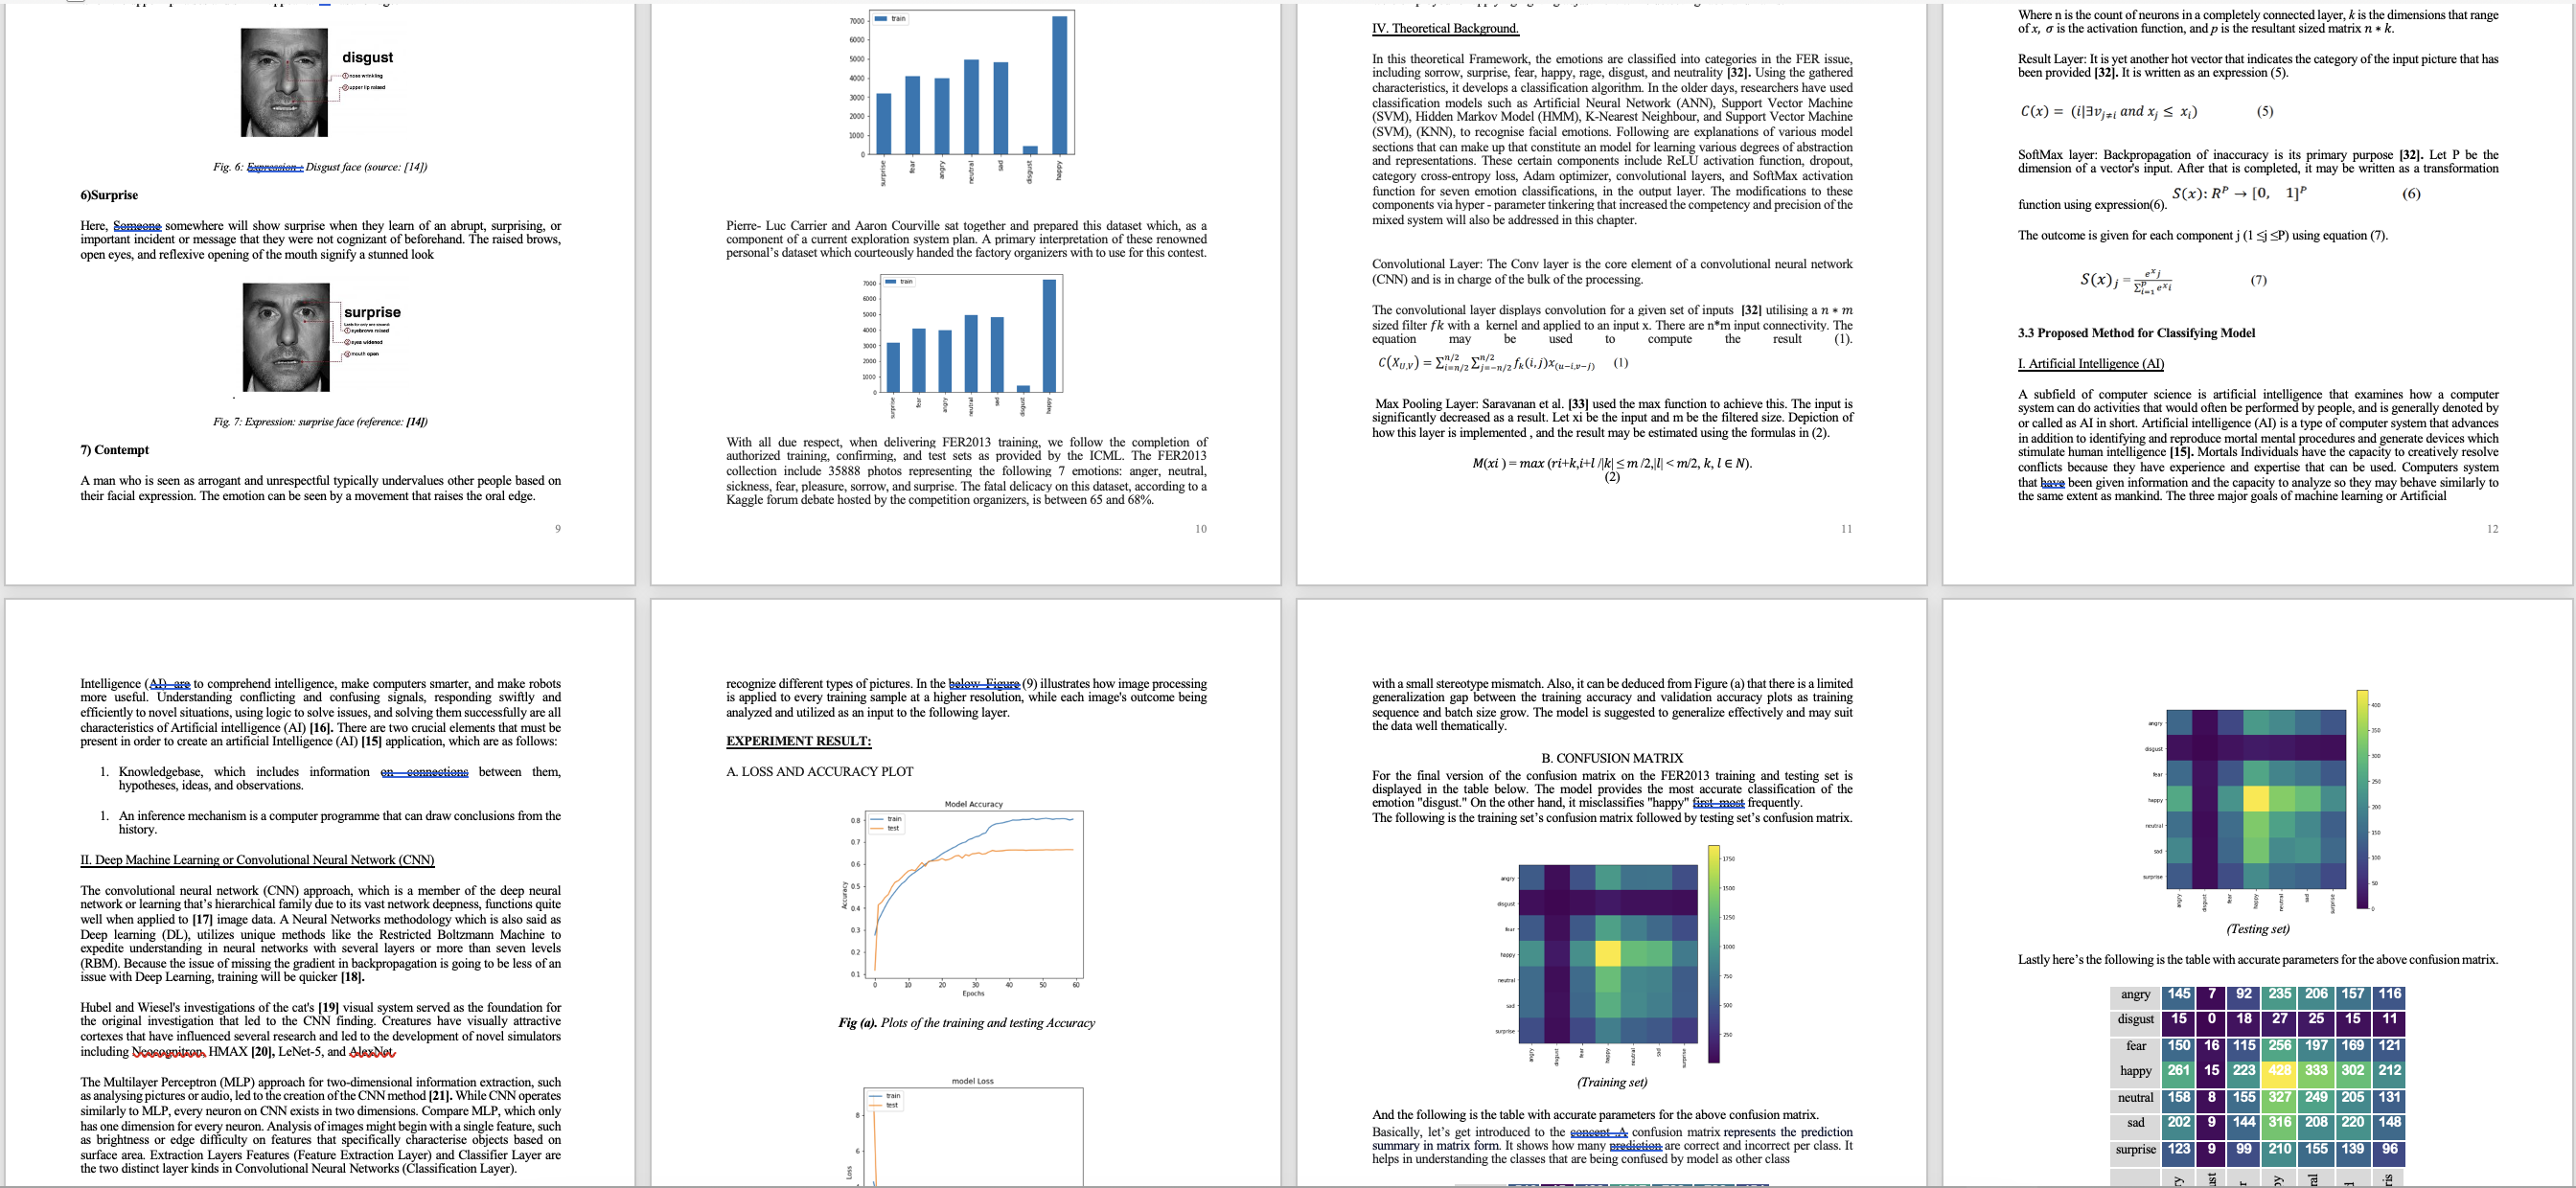 disgust
① nose wrinkling
② upper lip raised
Fig. 6: Expression : Disgust face (source: [14])
6)Surprise
Here, Someone somewhere will show surprise when they learn of an abrupt, surprising, or
important incident or message that they were not cognizant of beforehand. The raised brows,
open eyes, and reflexive opening of the mouth signify a stunned look
surprise
① eyebrow raised
② eyes widened
③ mouth open
Fig. 7: Expression: surprise face (reference: [14])
7) Contempt
A man who is seen as arrogant and unrespectful typically undervalues other people based on
their facial expression. The emotion can be seen by a movement that raises the oral edge.
9
train
7000
6000
5000
4000
3000
2000
1000
0
surprise
fear
angry
neutral
sad
disgust
happy
Pierre- Luc Carrier and Aaron Courville sat together and prepared this dataset which, as a
component of a current exploration system plan. A primary interpretation of these renowned
personal's dataset which courteously handed the factory organizers with to use for this contest.
train
7000
6000
5000
4000
3000
2000
1000
0
surprise
fear
angry
neutral
sad
disgust
happy
With all due respect, when delivering FER2013 training, we follow the completion of
authorized training, confirming, and test sets as provided by the ICML. The FER2013
collection include 35888 photos representing the following 7 emotions: anger, neutral,
sickness, fear, pleasure, sorrow, and surprise. The fatal delicacy on this dataset, according to a
Kaggle forum debate hosted by the competition organizers, is between 65 and 68%.
10
IV. Theoretical Background.
In this theoretical Framework, the emotions are classified into categories in the FER issue,
including sorrow, surprise, fear, happy, rage, disgust, and neutrality [32]. Using the gathered
characteristics, it develops a classification algorithm. In the older days, researchers have used
classification models such as Artificial Neural Network (ANN), Support Vector Machine
(SVM), Hidden Markov Model (HMM), K-Nearest Neighbour, and Support Vector Machine
(SVM), (KNN), to recognise facial emotions. Following are explanations of various model
sections that can make up that constitute an model for learning various degrees of abstraction
and representations. These certain components include ReLU activation function, dropout,
category cross-entropy loss, Adam optimizer, convolutional layers, and SoftMax activation
function for seven emotion classifications, in the output layer. The modifications to these
components via hyper - parameter tinkering that increased the competency and precision of the
mixed system will also be addressed in this chapter.
Convolutional Layer: The Conv layer is the core element of a convolutional neural network
(CNN) and is in charge of the bulk of the processing.
The convolutional layer displays convolution for a given set of inputs [32] utilising a n * m
sized filter fk with a kernel and applied to an input x. There are n*m input connectivity. The
equation may be used to compute the result (1).
C(X_{U,V}) = ∑_{i=n/2}^{n/2} ∑_{j=−n/2}^{n/2} f_k(i,j)x_{(u−i,v−j)} (1)
Max Pooling Layer: Saravanan et al. [33] used the max function to achieve this. The input is
significantly decreased as a result. Let xi be the input and m be the filtered size. Depiction of
how this layer is implemented , and the result may be estimated using the formulas in (2).
M(xi ) = max (ri+k,i+l /|k| ≤ m /2,|l| < m/2, k, l ∈ N).
(2)
11
Where n is the count of neurons in a completely connected layer, k is the dimensions that range
of x, σ is the activation function, and p is the resultant sized matrix n * k.
Result Layer: It is yet another hot vector that indicates the category of the input picture that has
been provided [32]. It is written as an expression (5).
C(x) = (i|∃v_{j≠i} and x_j ≤ x_i) (5)
SoftMax layer: Backpropagation of inaccuracy is its primary purpose [32]. Let P be the
dimension of a vector's input. After that is completed, it may be written as a transformation
function using expression(6). S(x): R^P → [0, 1]^P (6)
The outcome is given for each component j (1 ≤j ≤P) using equation (7).
S(x)_j = e^{x_j} / ∑_{i=1}^{p} e^{x_i} (7)
3.3 Proposed Method for Classifying Model
I. Artificial Intelligence (AI)
A subfield of computer science is artificial intelligence that examines how a computer
system can do activities that would often be performed by people, and is generally denoted by
or called as AI in short. Artificial intelligence (AI) is a type of computer system that advances
in addition to identifying and reproduce mortal mental procedures and generate devices which
stimulate human intelligence [15]. Mortals Individuals have the capacity to creatively resolve
conflicts because they have experience and expertise that can be used. Computers system
that have been given information and the capacity to analyze so they may behave similarly to
the same extent as mankind. The three major goals of machine learning or Artificial
12
Intelligence (AI) are to comprehend intelligence, make computers smarter, and make robots
more useful. Understanding conflicting and confusing signals, responding swiftly and
efficiently to novel situations, using logic to solve issues, and solving them successfully are all
characteristics of Artificial intelligence (AI) [16]. There are two crucial elements that must be
present in order to create an artificial Intelligence (AI) [15] application, which are as follows:
1. Knowledgebase, which includes information on connections between them,
hypotheses, ideas, and observations.
1. An inference mechanism is a computer programme that can draw conclusions from the
history.
II. Deep Machine Learning or Convolutional Neural Network (CNN)
The convolutional neural network (CNN) approach, which is a member of the deep neural
network or learning that's hierarchical family due to its vast network deepness, functions quite
well when applied to [17] image data. A Neural Networks methodology which is also said as
Deep learning (DL), utilizes unique methods like the Restricted Boltzmann Machine to
expedite understanding in neural networks with several layers or more than seven levels
(RBM). Because the issue of missing the gradient in backpropagation is going to be less of an
issue with Deep Learning, training will be quicker [18].
Hubel and Wiesel's investigations of the cat's [19] visual system served as the foundation for
the original investigation that led to the CNN finding. Creatures have visually attractive
cortexes that have influenced several research and led to the development of novel simulators
including Neocognitron, HMAX [20], LeNet-5, and AlexNet.
The Multilayer Perceptron (MLP) approach for two-dimensional information extraction, such
as analysing pictures or audio, led to the creation of the CNN method [21]. While CNN operates
similarly to MLP, every neuron on CNN exists in two dimensions. Compare MLP, which only
has one dimension for every neuron. Analysis of images might begin with a single feature, such
as brightness or edge difficulty on features that specifically characterise objects based on
surface area. Extraction Layers Features (Feature Extraction Layer) and Classifier Layer are
the two distinct layer kinds in Convolutional Neural Networks (Classification Layer).
recognize different types of pictures. In the below Figure (9) illustrates how image processing
is applied to every training sample at a higher resolution, while each image's outcome being
analyzed and utilized as an input to the following layer.
EXPERIMENT RESULT:
A. LOSS AND ACCURACY PLOT
Model Accuracy
train
test
0.8
0.7
0.6
0.5
0.4
0.3
0.2
0.1
Accuracy
0 10 20 30 40 50 60
Epochs
Fig (a). Plots of the training and testing Accuracy
model Loss
train
test
8
6
Loss
with a small stereotype mismatch. Also, it can be deduced from Figure (a) that there is a limited
generalization gap between the training accuracy and validation accuracy plots as training
sequence and batch size grow. The model is suggested to generalize effectively and may suit
the data well thematically.
B. CONFUSION MATRIX
For the final version of the confusion matrix on the FER2013 training and testing set is
displayed in the table below. The model provides the most accurate classification of the
emotion "disgust." On the other hand, it misclassifies "happy" first most frequently.
The following is the training set's confusion matrix followed by testing set's confusion matrix.
angry
disgust
fear
happy
neutral
sad
surprise
angry disgust fear happy neutral sad surprise
1750
1500
1250
1000
750
500
250
(Training set)
And the following is the table with accurate parameters for the above confusion matrix.
Basically, let's get introduced to the concept .A confusion matrix represents the prediction
summary in matrix form. It shows how many prediction are correct and incorrect per class. It
helps in understanding the classes that are being confused by model as other class
angry
disgust
fear
happy
neutral
sad
surprise
angry disgust fear happy neutral sad surprise
400
350
300
250
200
150
100
50
0
(Testing set)
Lastly here's the following is the table with accurate parameters for the above confusion matrix.
angry 145 7 92 235 206 157 116
disgust 15 0 18 27 25 15 11
fear 150 16 115 256 197 169 121
happy 261 15 223 428 333 302 212
neutral 158 8 155 327 249 205 131
sad 202 9 144 316 208 220 148
surprise 123 9 99 210 155 139 96